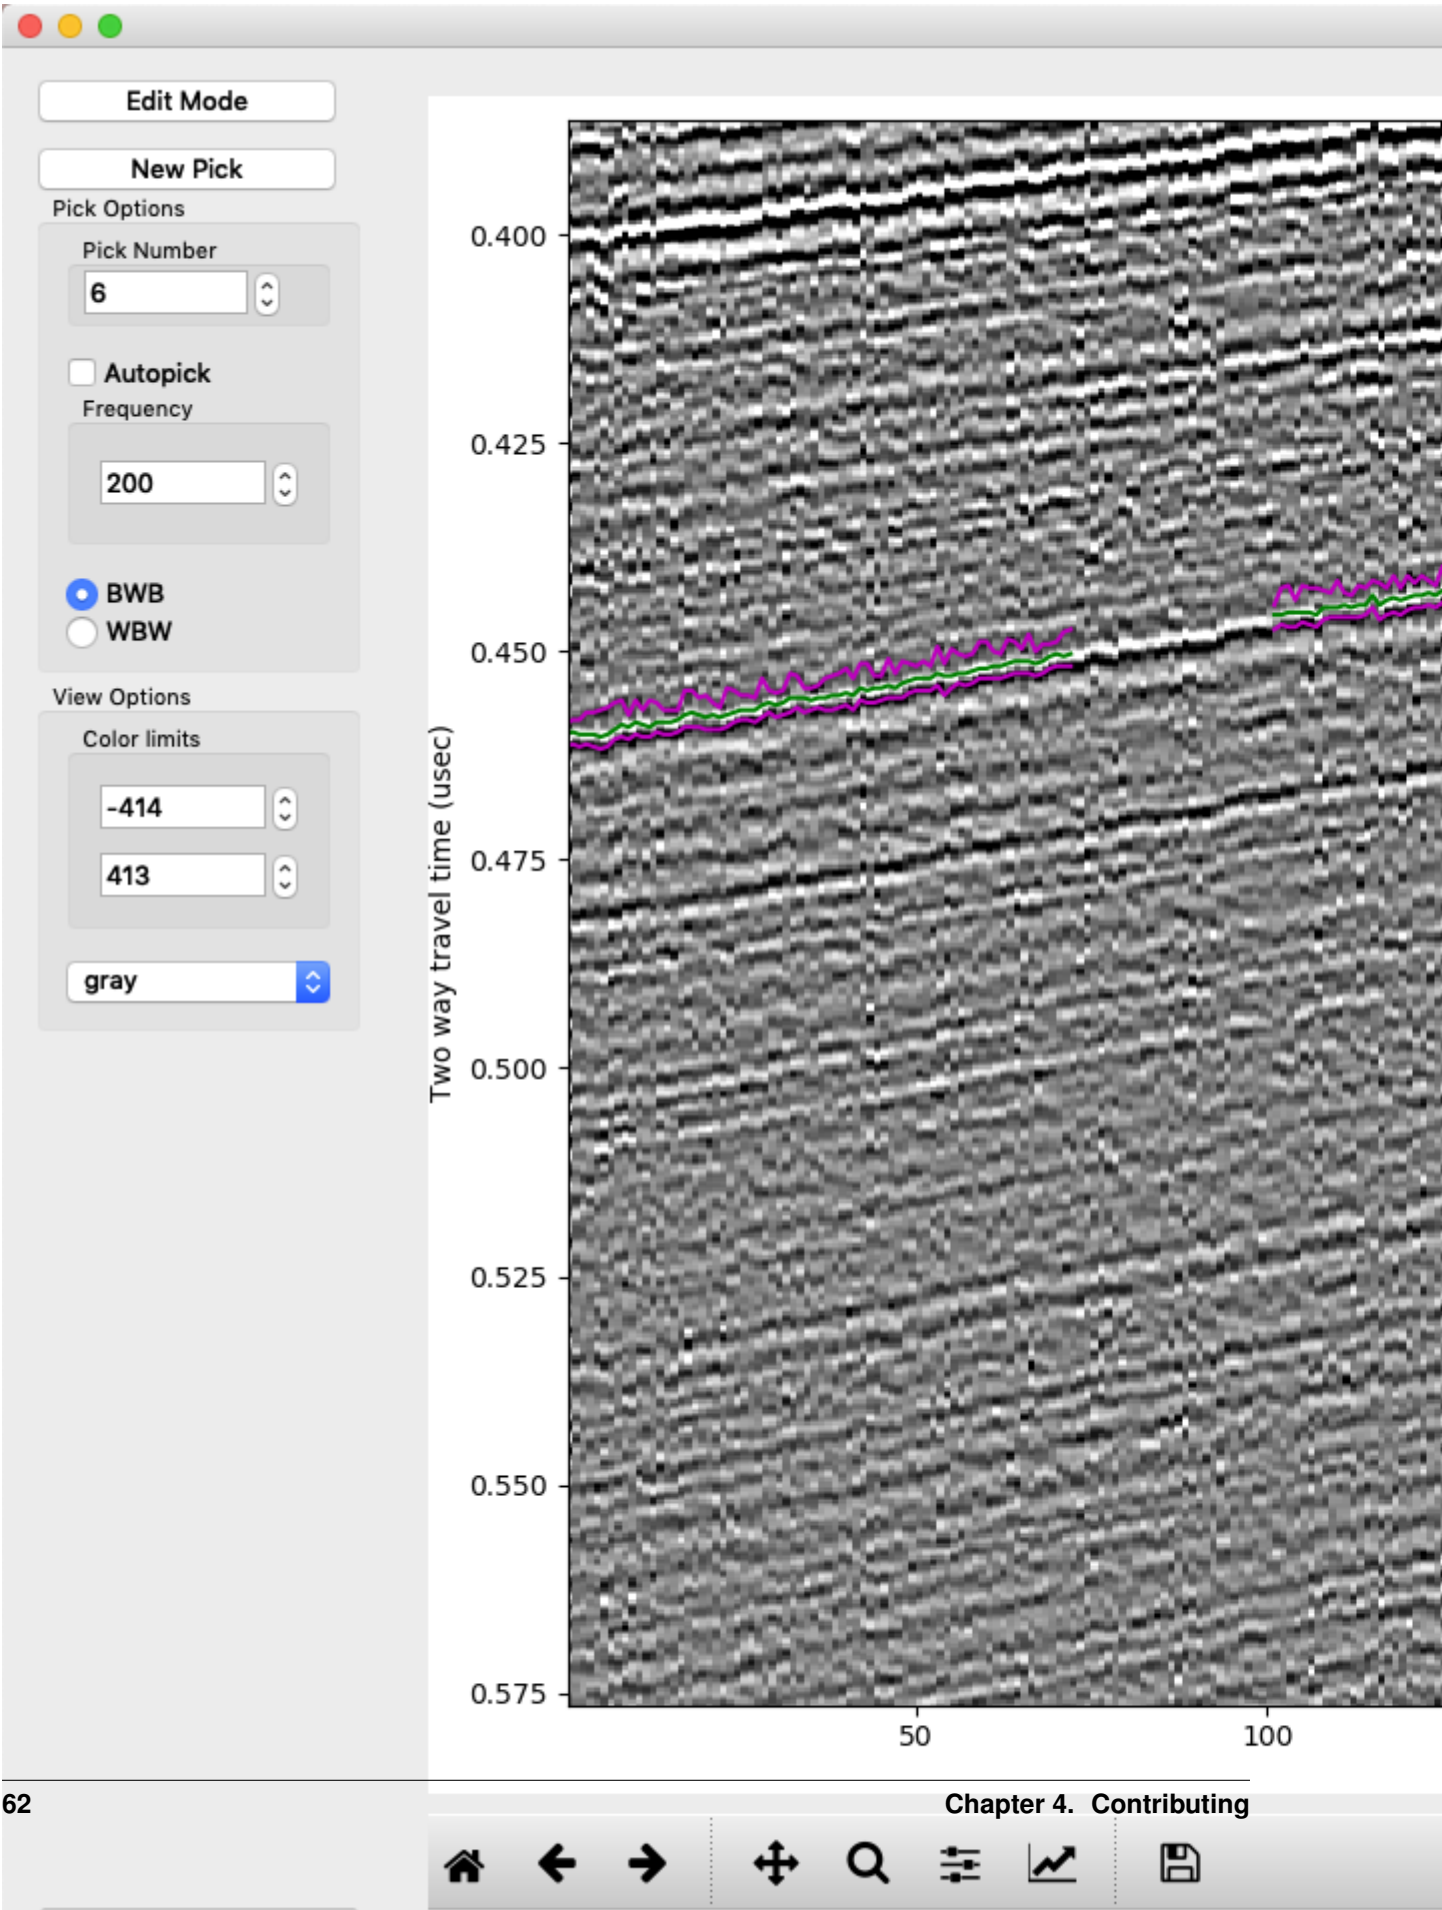 Edit Mode
New Pick
Pick Options
Pick Number
6
Autopick
Frequency
200
BWB
WBW
View Options
Color limits
-414
413
gray
Two way travel time (usec)
0.400
0.425
0.450
0.475
0.500
0.525
0.550
0.575
50 100
62 Chapter 4. Contributing